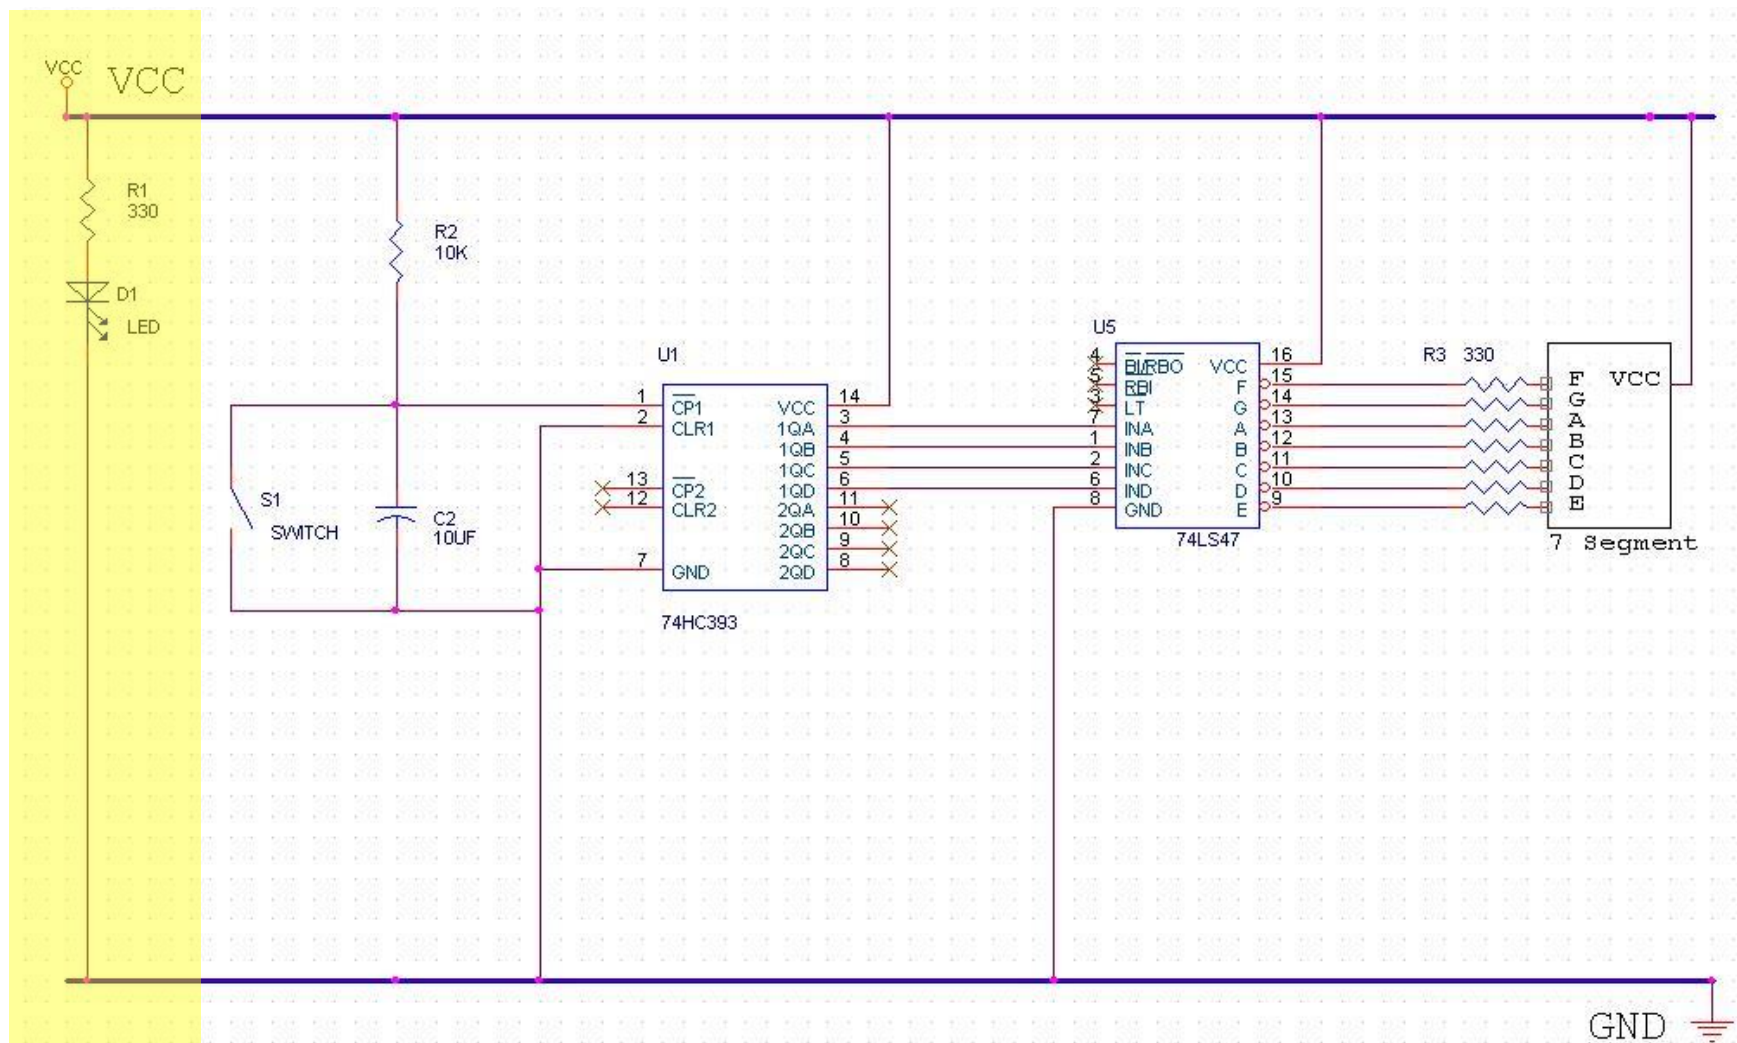 VCC
VCC
R1
330
D1
LED
R2
10K
S1
SWITCH
C2
10UF
U1
1 CP1 VCC 14
2 CLR1 1QA 3
1QB 4
1QC 5
13 CP2 1QD 6
12 CLR2 2QA 11
2QB 10
2QC 9
7 GND 2QD 8
74HC393
U5
4 BI/RBO VCC 16
5 RBI F 15
3 LT G 14
7 INA A 13
1 INB B 12
2 INC C 11
6 IND D 10
8 GND E 9
74LS47
R3 330
F VCC
G
A
B
C
D
E
7 Segment
GND